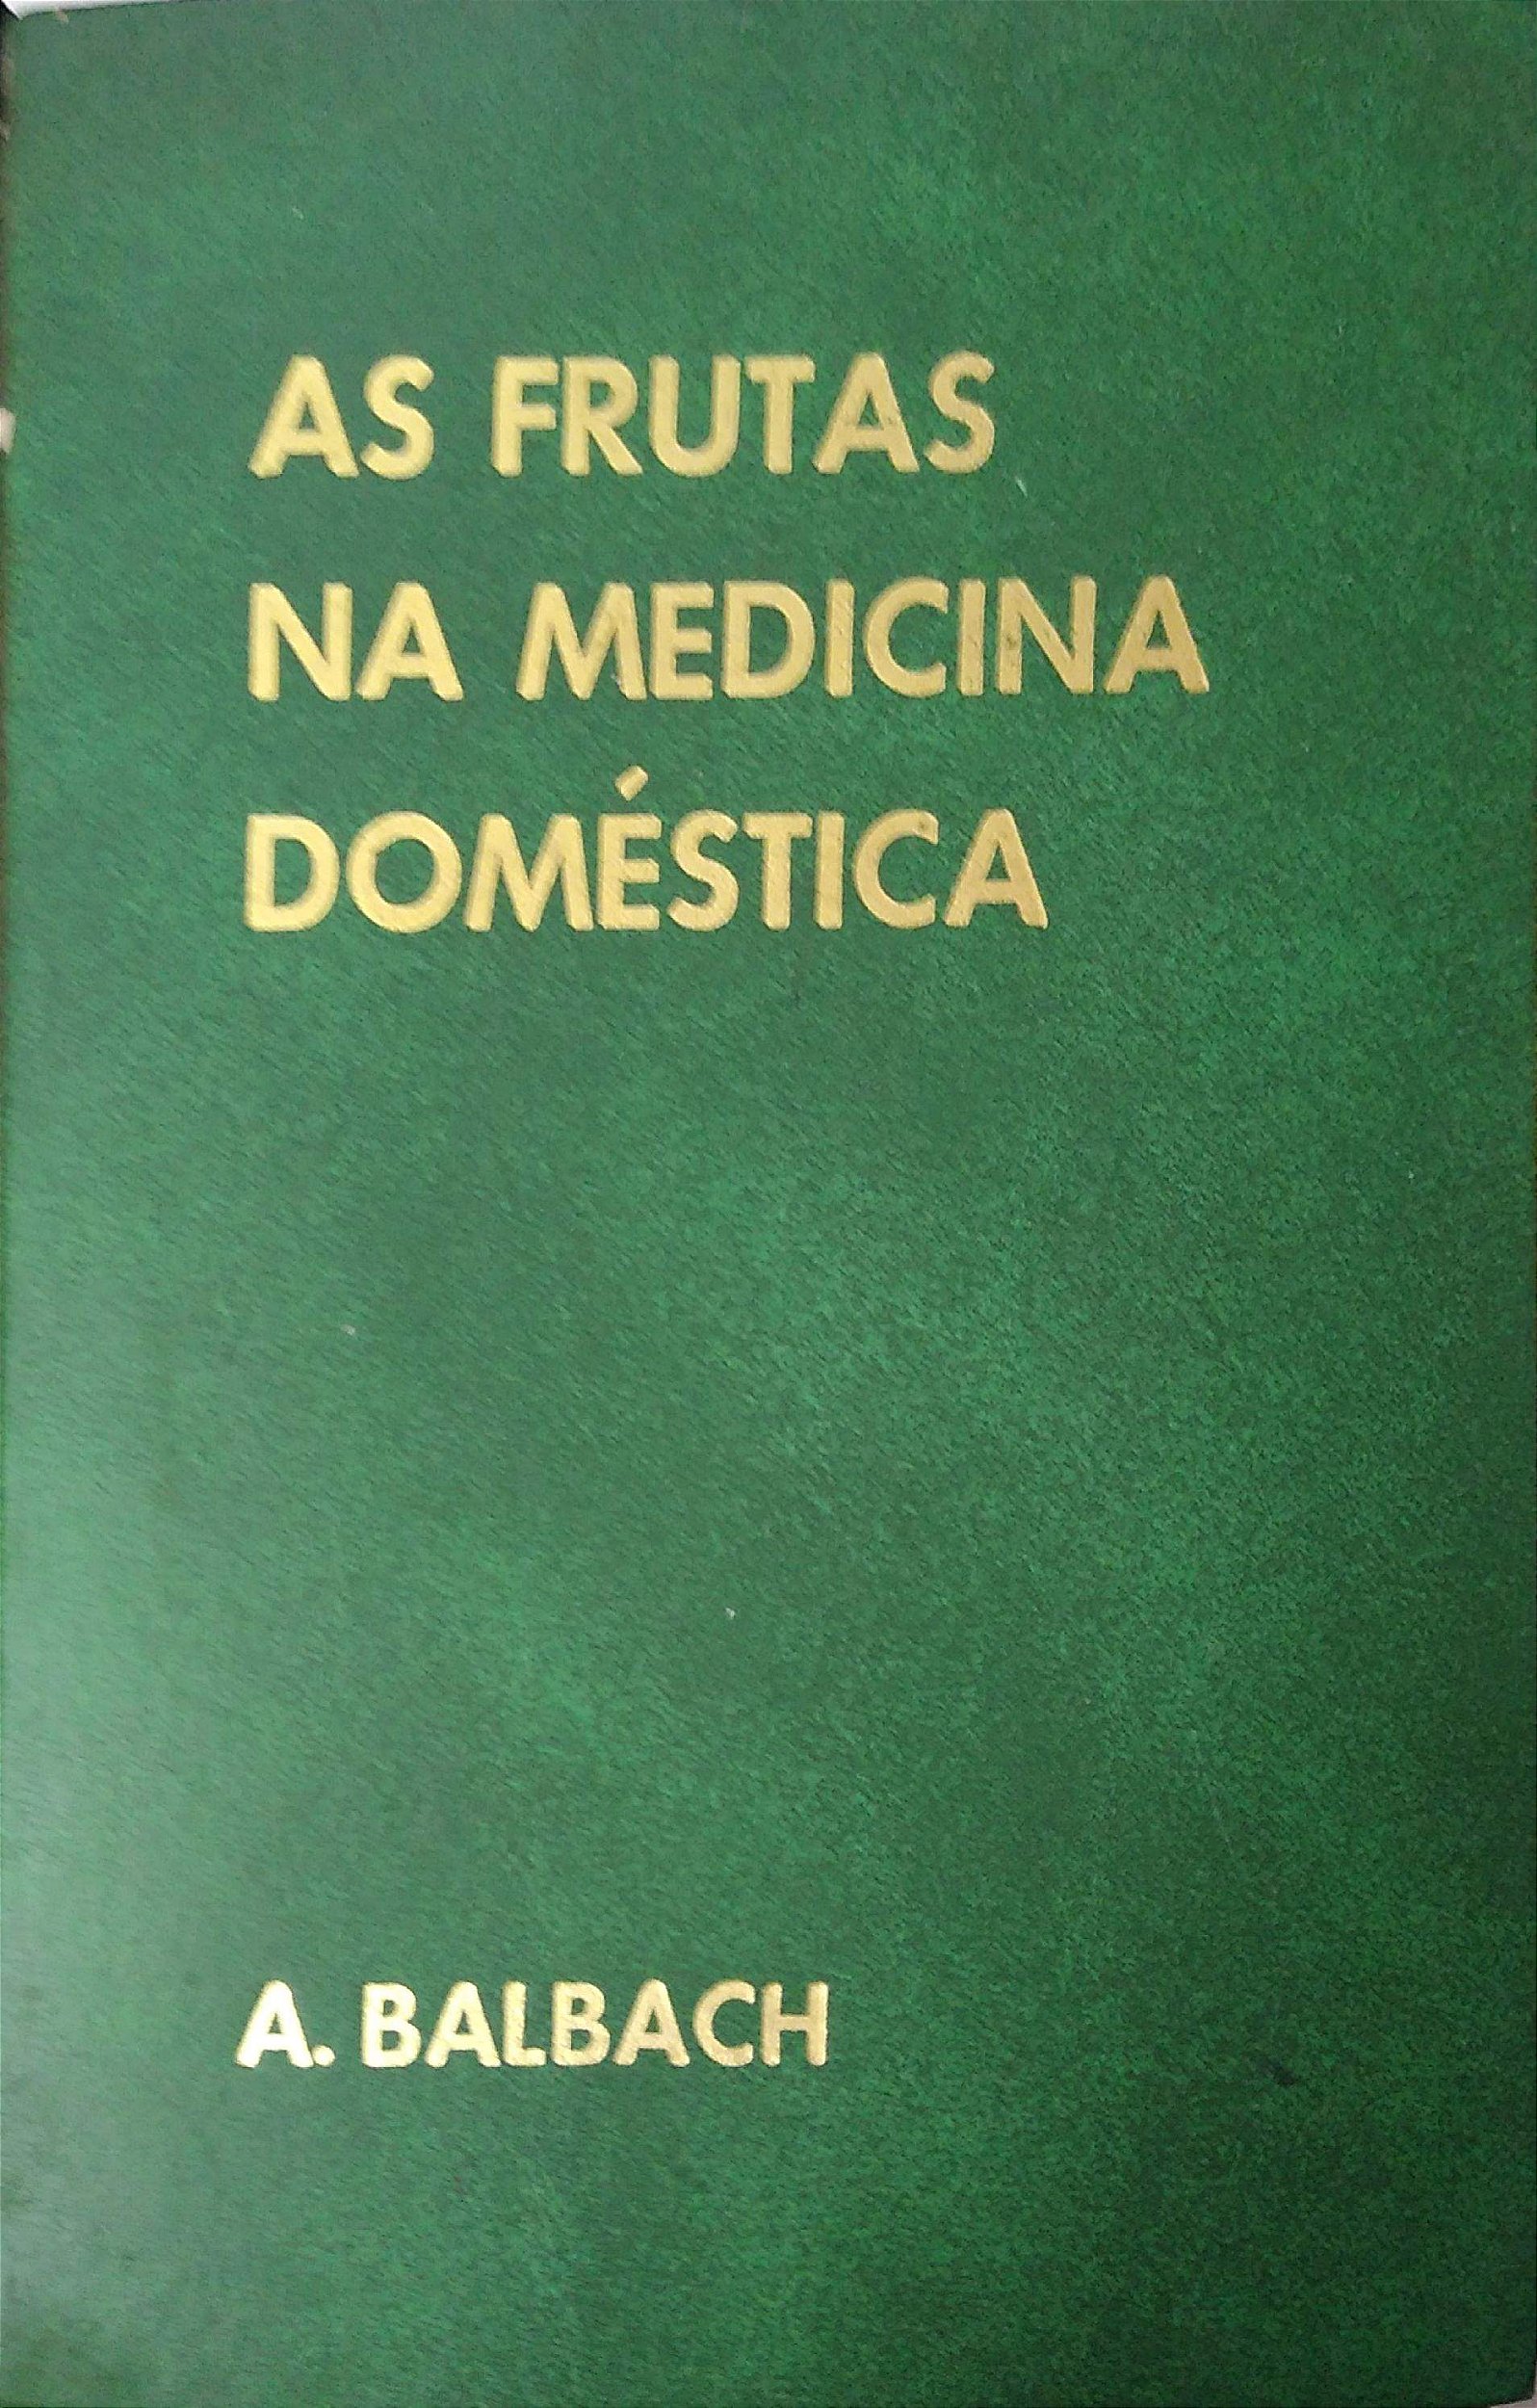 AS FRUTAS
NA MEDICINA
DOMÉSTICA
A. BALBACH